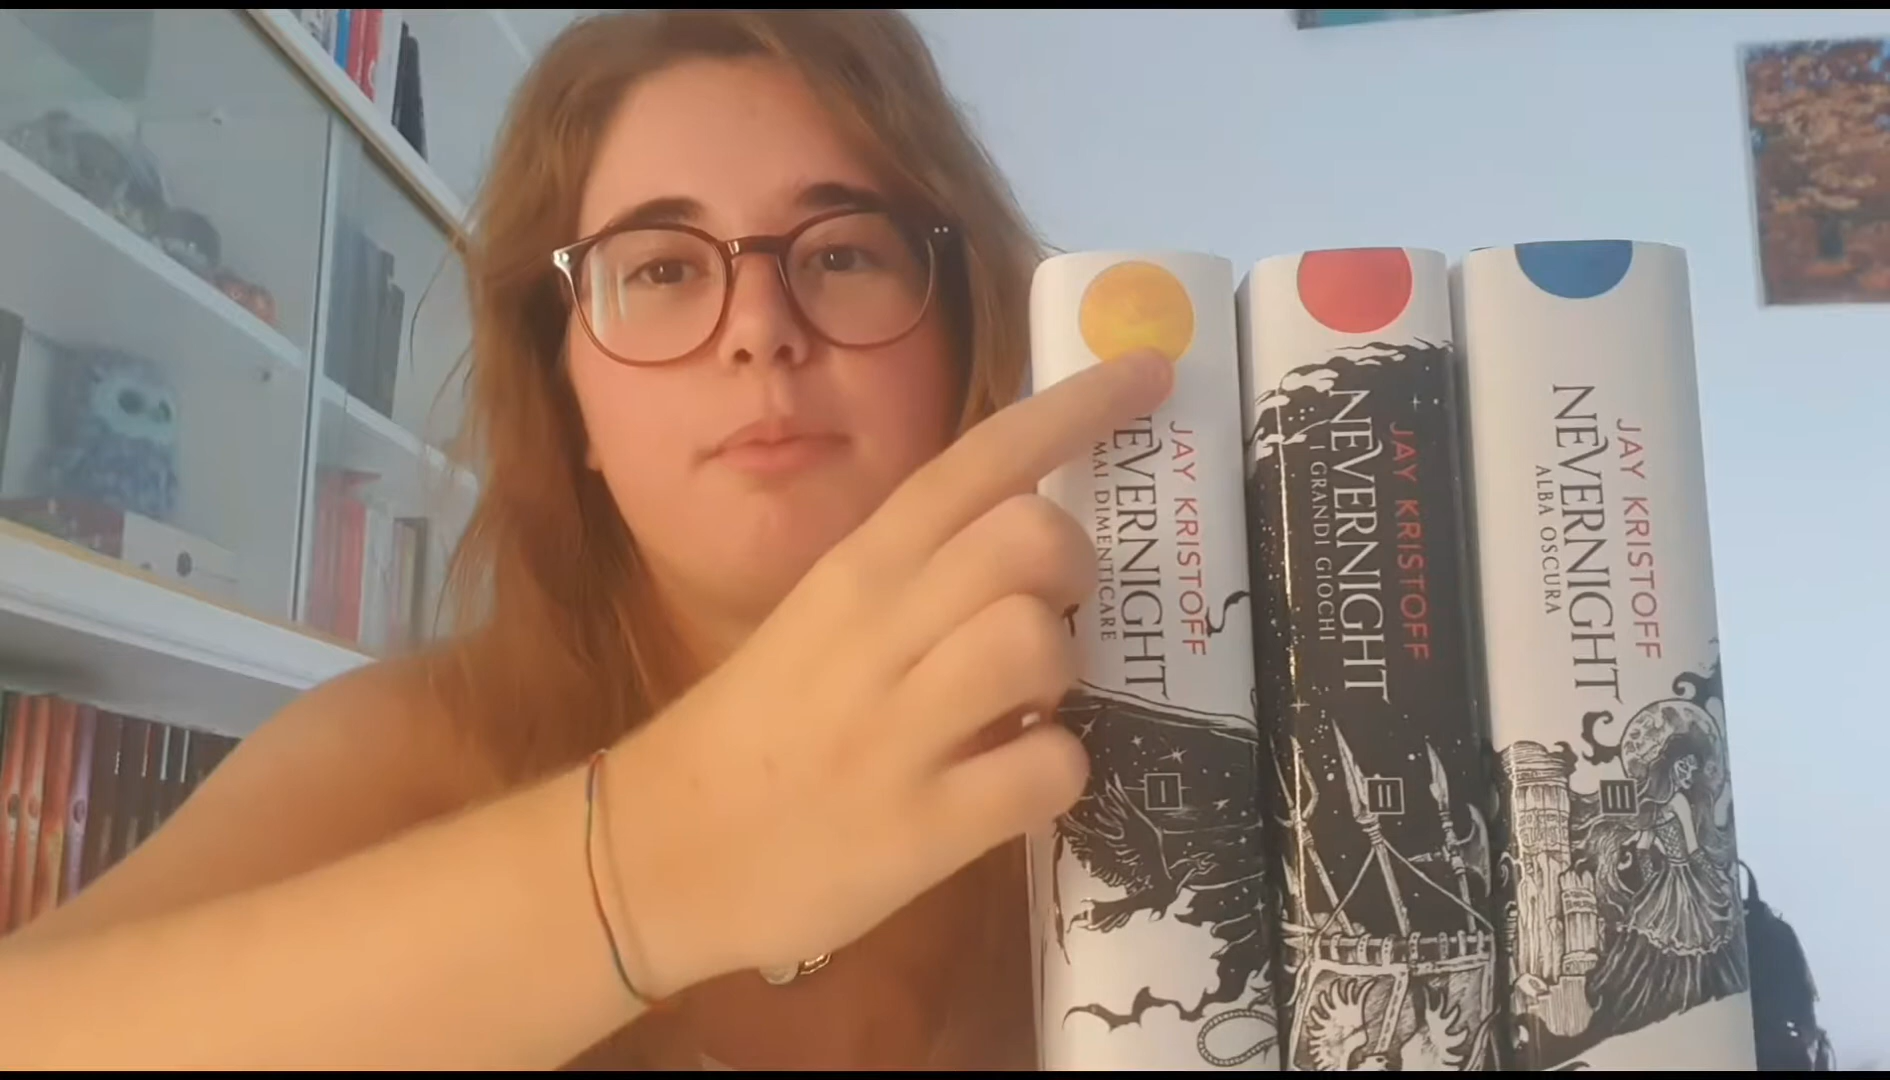 JAY KRISTOFF
NEVERNIGHT
MAI DIMENTICARE
I
JAY KRISTOFF
NEVERNIGHT
I GRANDI GIOCHI
II
JAY KRISTOFF
NEVERNIGHT
ALBA OSCURA
III